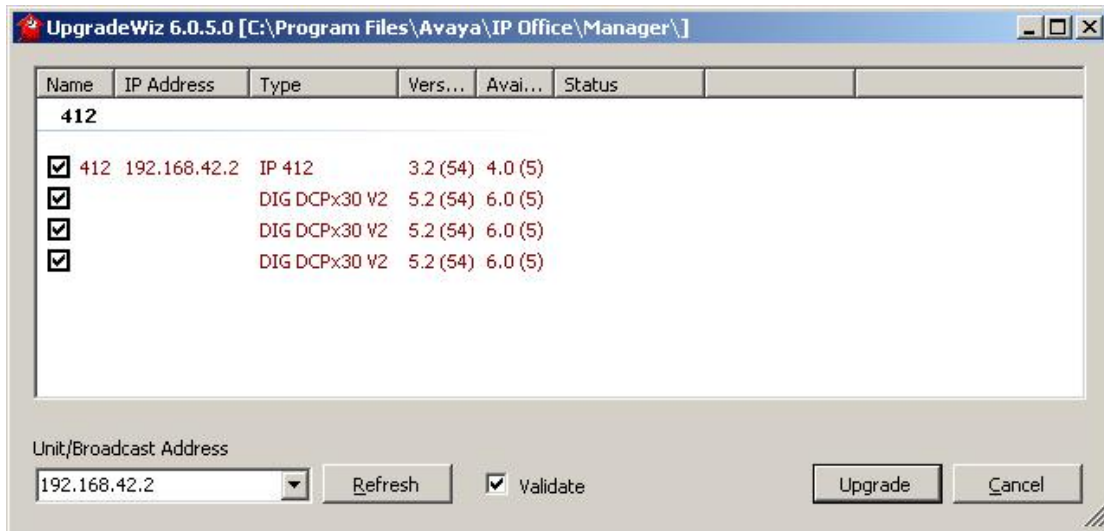 UpgradeWiz 6.0.5.0 [C:\Program Files\Avaya\IP Office\Manager\]
Name IP Address Type Vers... Avai... Status
412
412 192.168.42.2 IP 412 3.2 (54) 4.0 (5)
DIG DCPx30 V2 5.2 (54) 6.0 (5)
DIG DCPx30 V2 5.2 (54) 6.0 (5)
DIG DCPx30 V2 5.2 (54) 6.0 (5)
Unit/Broadcast Address
192.168.42.2 Refresh Validate Upgrade Cancel